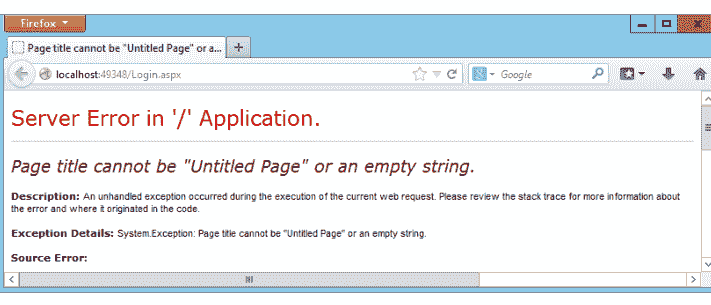 Firefox
Page title cannot be "Untitled Page" or a...
localhost:49348/Login.aspx
Google
Server Error in '/' Application.
Page title cannot be "Untitled Page" or an empty string.
Description: An unhandled exception occurred during the execution of the current web request. Please review the stack trace for more information about
the error and where it originated in the code.
Exception Details: System.Exception: Page title cannot be "Untitled Page" or an empty string.
Source Error: